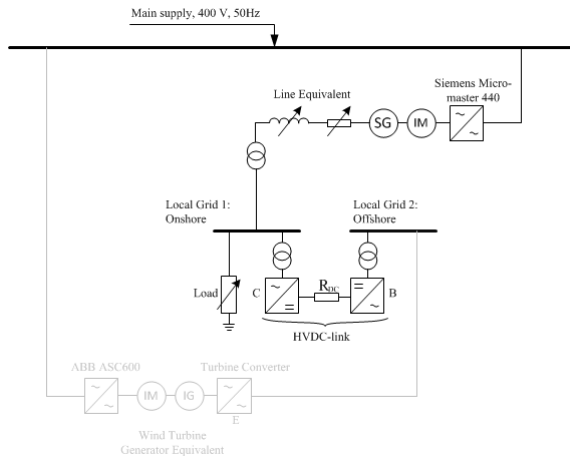 Main supply, 400 V, 50Hz
Siemens Micro-
master 440
Line Equivalent
SG
IM
Local Grid 1:
Onshore
Local Grid 2:
Offshore
Load
C
RDC
B
HVDC-link
ABB ASC600
Turbine Converter
IM
IG
E
Wind Turbine
Generator Equivalent